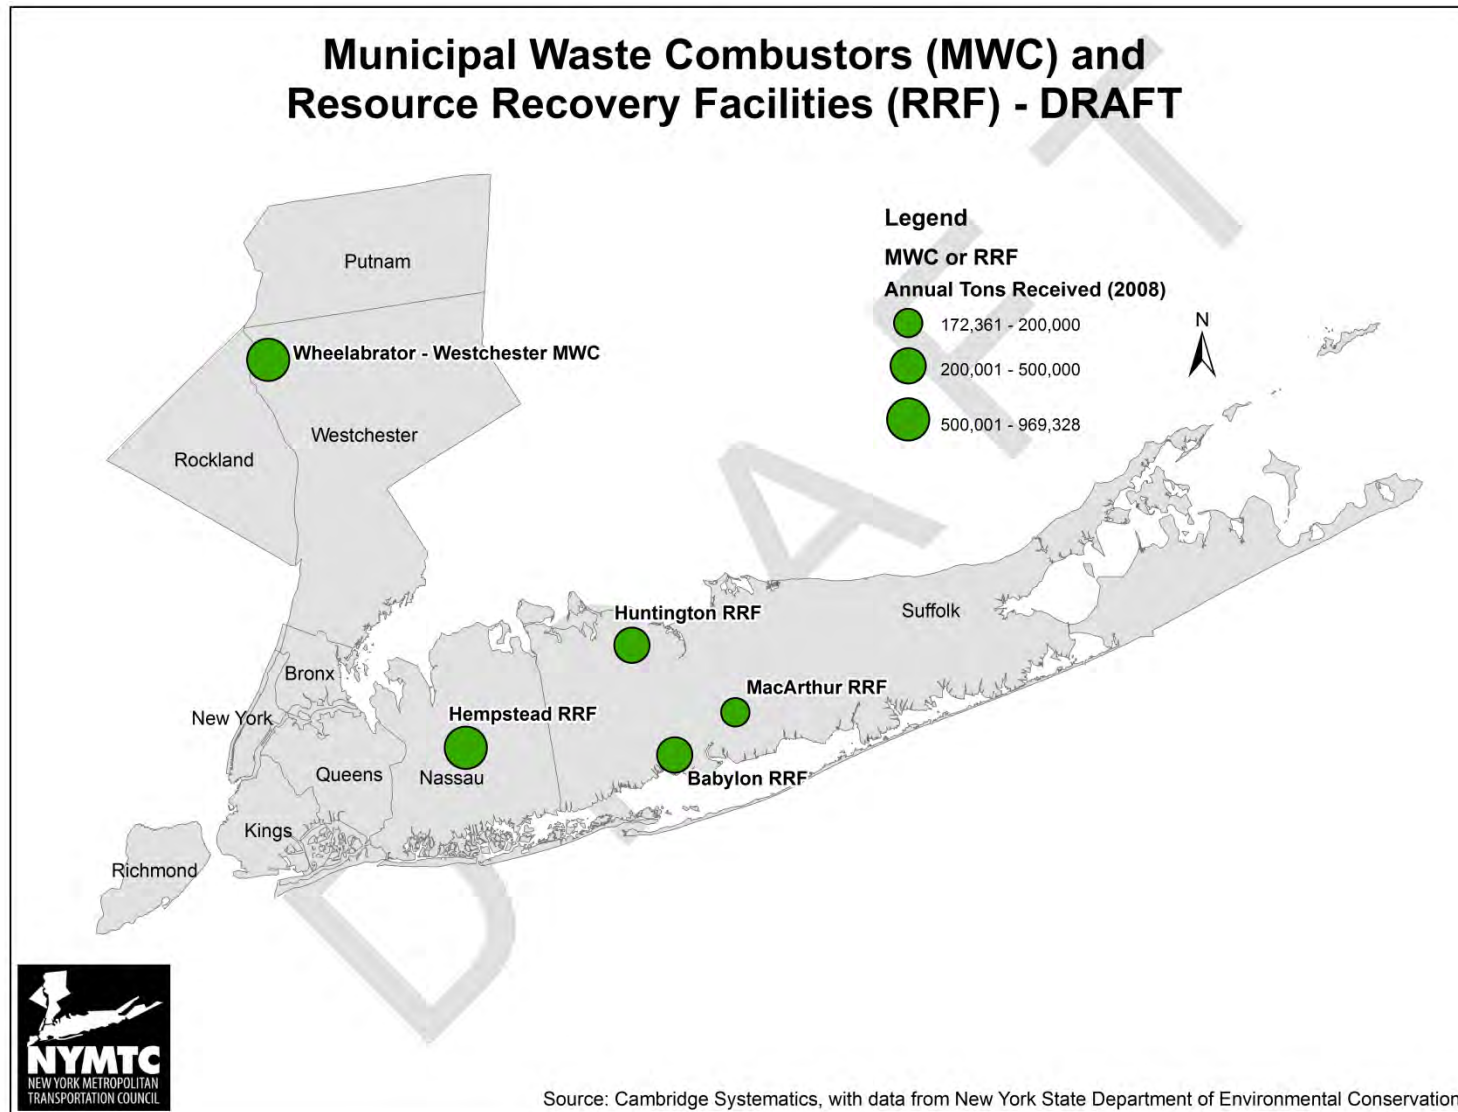 Municipal Waste Combustors (MWC) and
Resource Recovery Facilities (RRF) - DRAFT
Legend
MWC or RRF
Annual Tons Received (2008)
172,361 - 200,000
200,001 - 500,000
500,001 - 969,328
N
Putnam
Wheelabrator - Westchester MWC
Westchester
Rockland
Suffolk
Huntington RRF
Bronx
MacArthur RRF
New York
Hempstead RRF
Queens
Nassau
Babylon RRF
Kings
Richmond
DRAFT
NYMTC
NEW YORK METROPOLITAN
TRANSPORTATION COUNCIL
Source: Cambridge Systematics, with data from New York State Department of Environmental Conservation